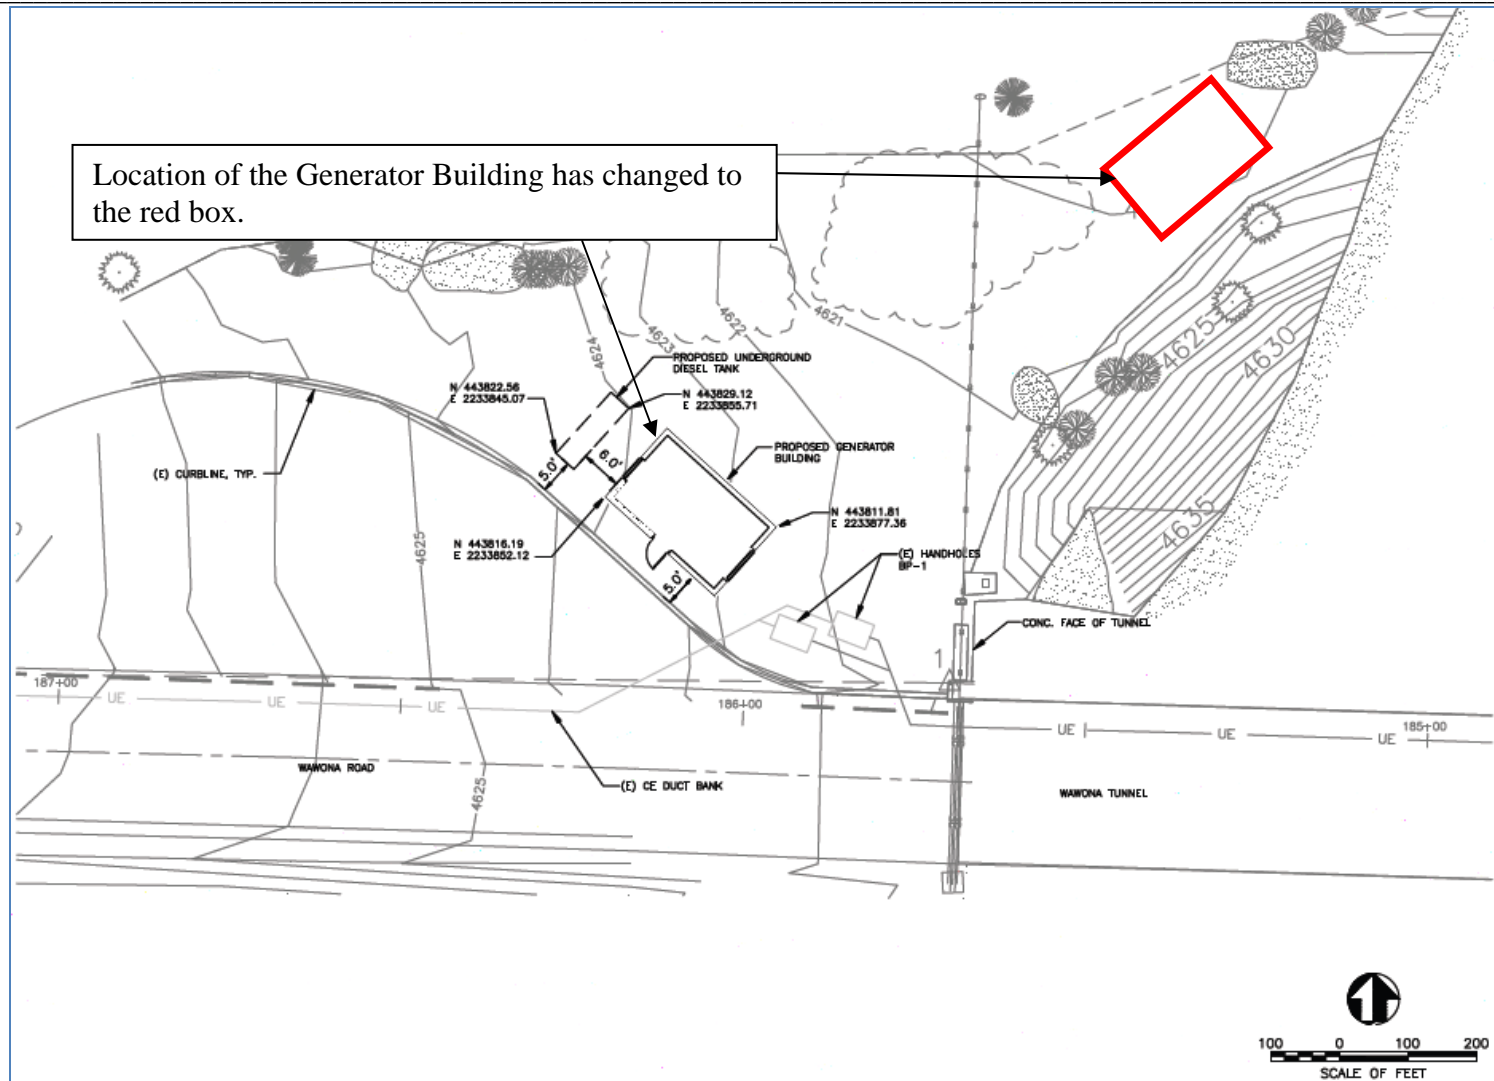 Location of the Generator Building has changed to
the red box.
4624
4623
4622
4621
PROPOSED UNDERGROUND
DIESEL TANK
N 443822.56
E 2233845.07
N 443829.12
E 2233855.71
4625
4630
4635
(E) CURBLINE, TYP.
5.0'
6.0'
PROPOSED GENERATOR
BUILDING
N 443811.81
E 2233877.36
N 443816.19
E 2233852.12
4625
5.0'
(E) HANDHOLES
BP-1
CONC. FACE OF TUNNEL
1
187+00
UE
UE
UE
186+00
UE
UE
UE
185+00
WAWONA ROAD
4625
(E) CE DUCT BANK
WAWONA TUNNEL
100 0 100 200
SCALE OF FEET